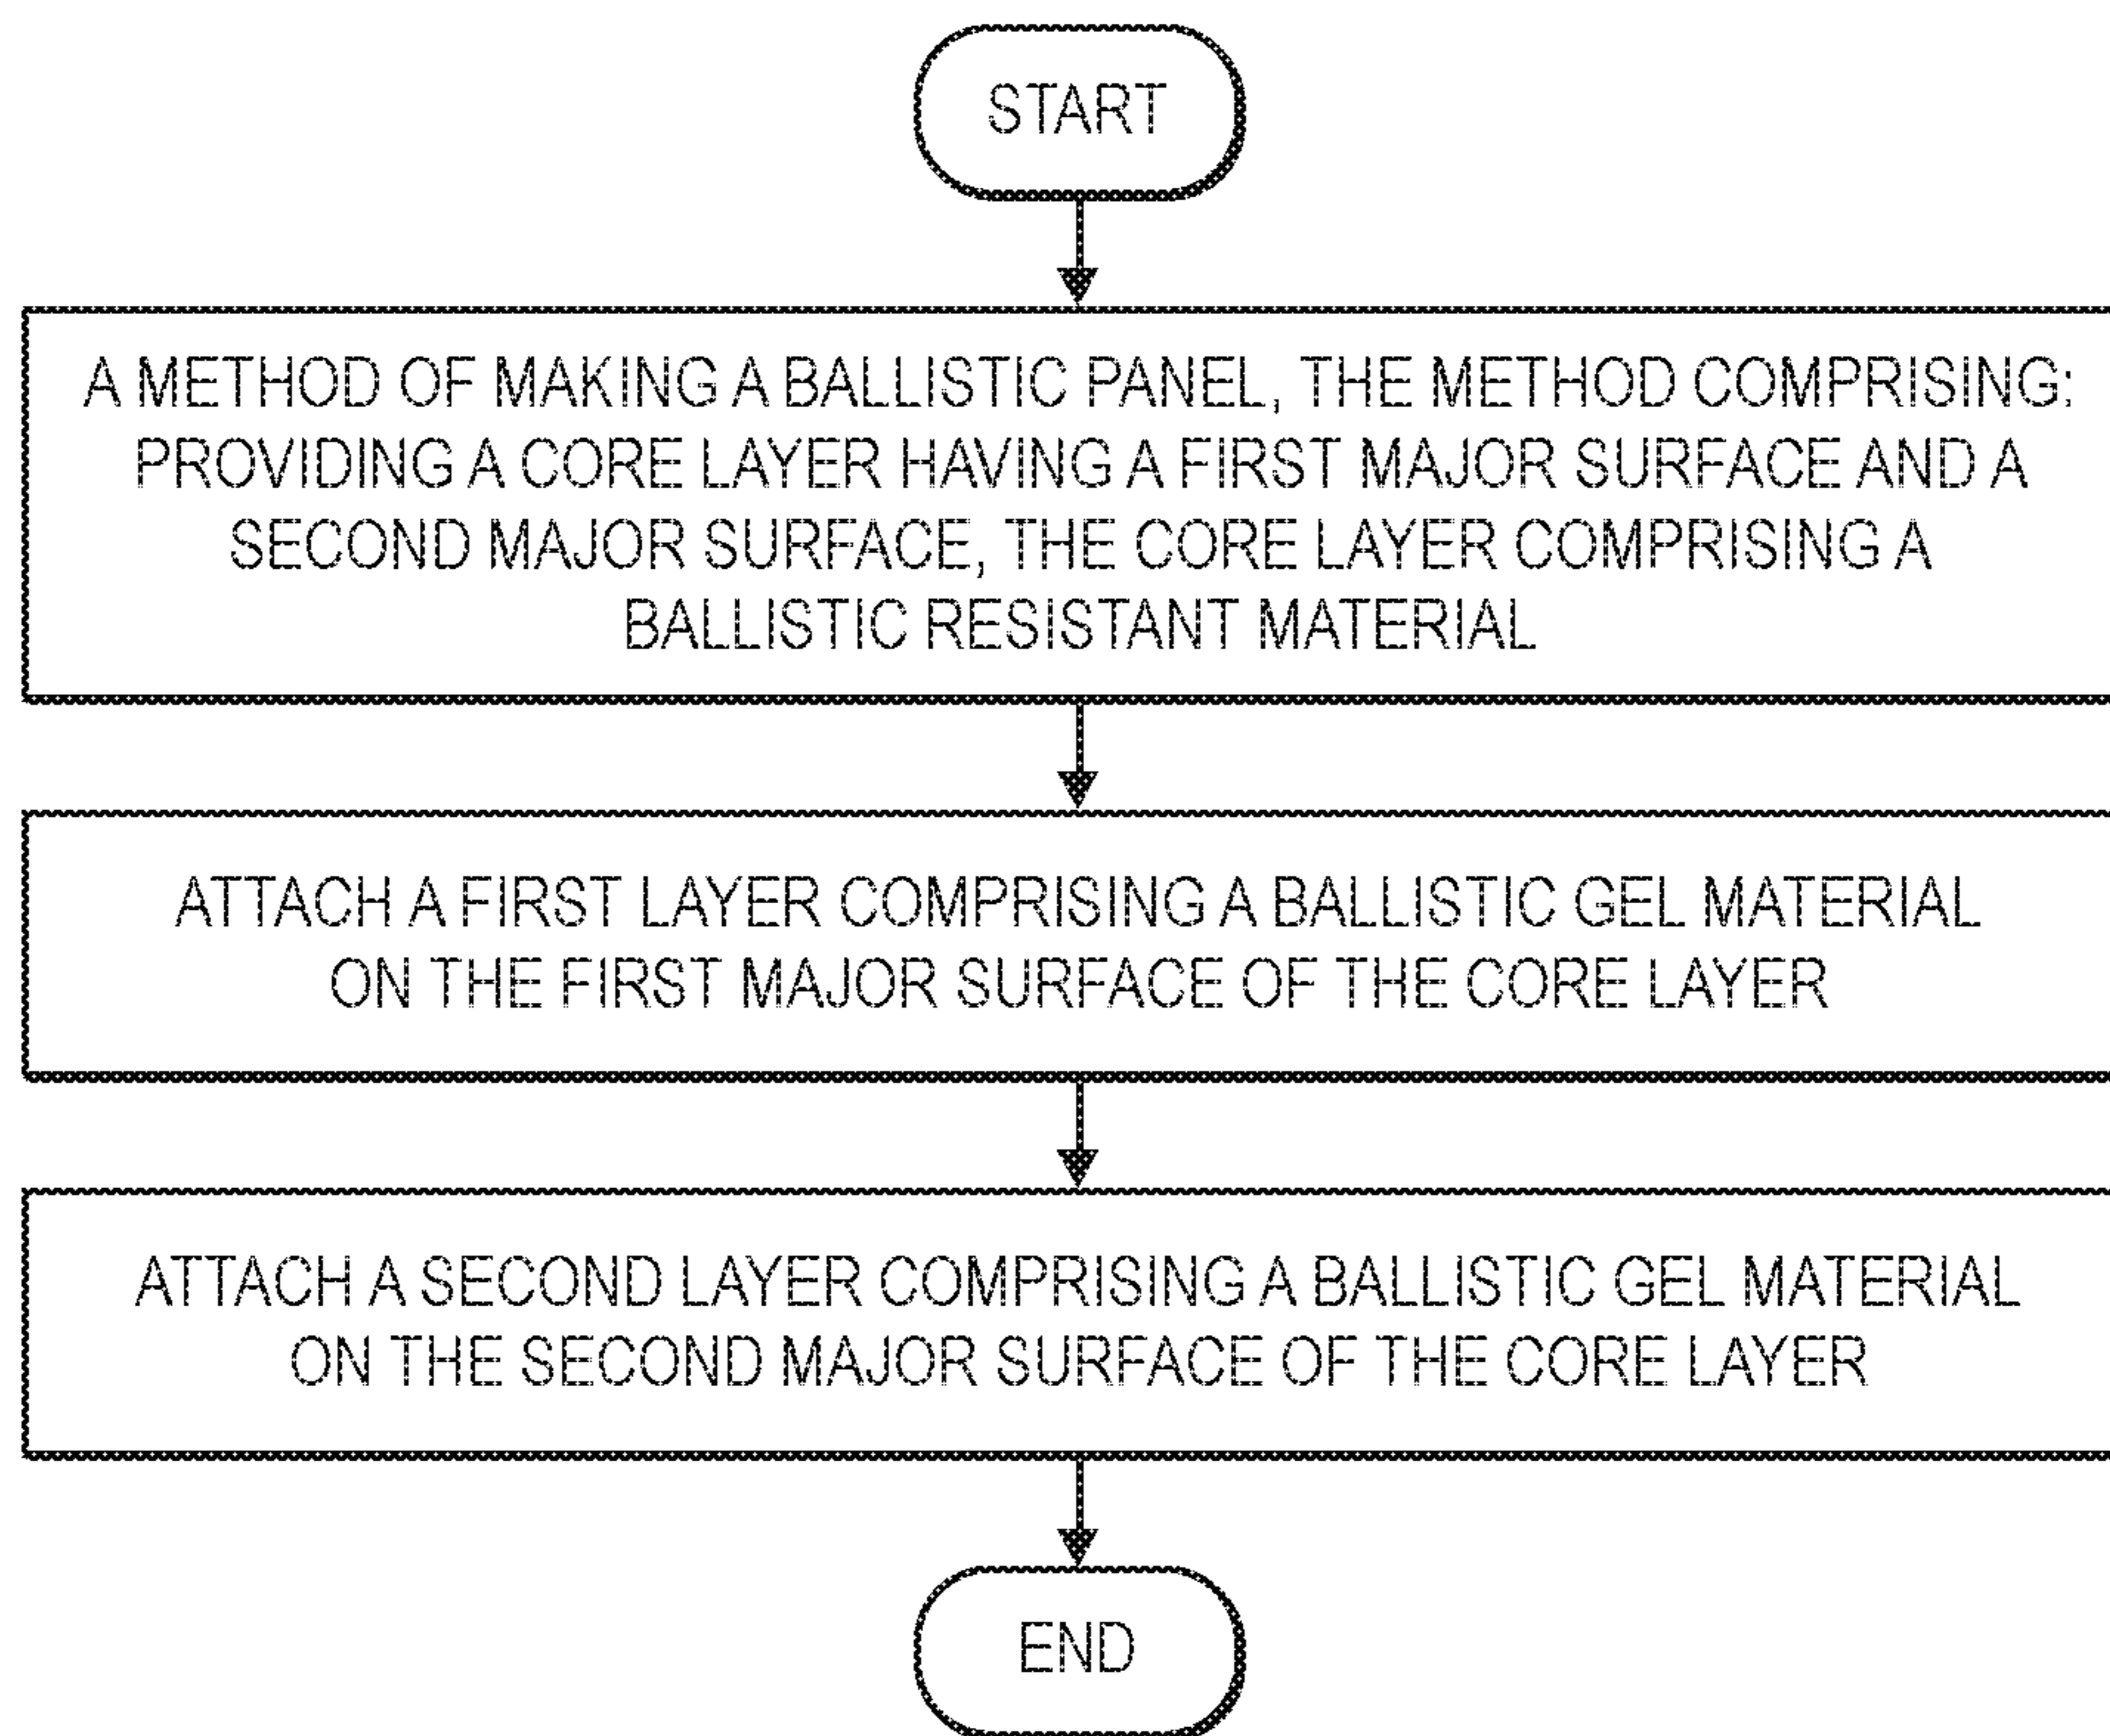 START
A METHOD OF MAKING A BALLISTIC PANEL, THE METHOD COMPRISING:
PROVIDING A CORE LAYER HAVING A FIRST MAJOR SURFACE AND A
SECOND MAJOR SURFACE, THE CORE LAYER COMPRISING A
BALLISTIC RESISTANT MATERIAL
ATTACH A FIRST LAYER COMPRISING A BALLISTIC GEL MATERIAL
ON THE FIRST MAJOR SURFACE OF THE CORE LAYER
ATTACH A SECOND LAYER COMPRISING A BALLISTIC GEL MATERIAL
ON THE SECOND MAJOR SURFACE OF THE CORE LAYER
END